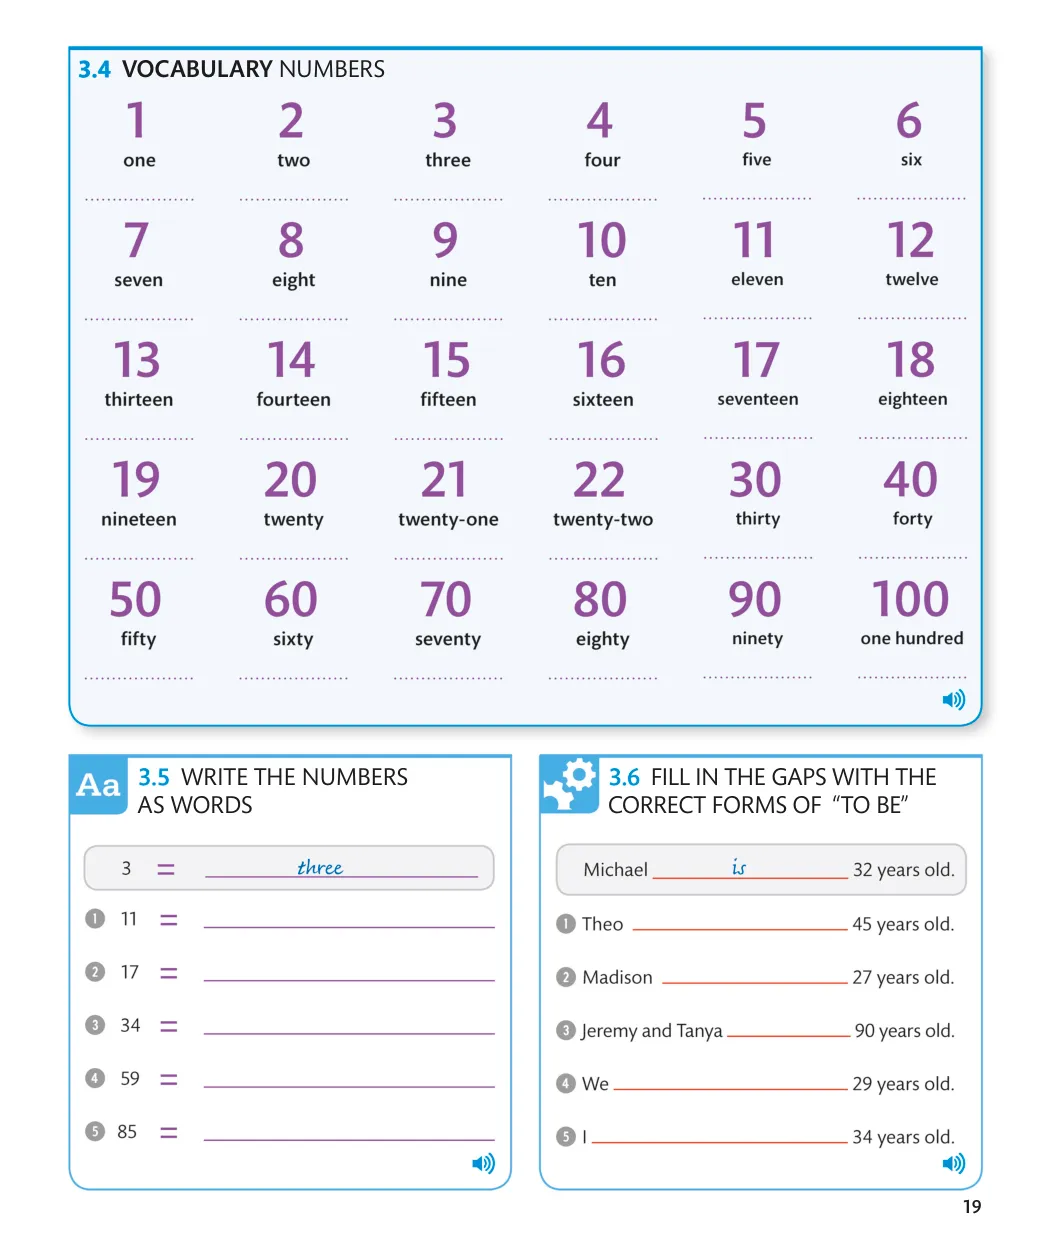 3.4 VOCABULARY NUMBERS
1 2 3 4 5 6
one two three four five six
7 8 9 10 11 12
seven eight nine ten eleven twelve
13 14 15 16 17 18
thirteen fourteen fifteen sixteen seventeen eighteen
19 20 21 22 30 40
nineteen twenty twenty-one twenty-two thirty forty
50 60 70 80 90 100
fifty sixty seventy eighty ninety one hundred
Aa 3.5 WRITE THE NUMBERS
AS WORDS
3 = three
1 11 =
2 17 =
3 34 =
4 59 =
5 85 =
3.6 FILL IN THE GAPS WITH THE
CORRECT FORMS OF “TO BE”
Michael is 32 years old.
1 Theo 45 years old.
2 Madison 27 years old.
3 Jeremy and Tanya 90 years old.
4 We 29 years old.
5 I 34 years old.
19